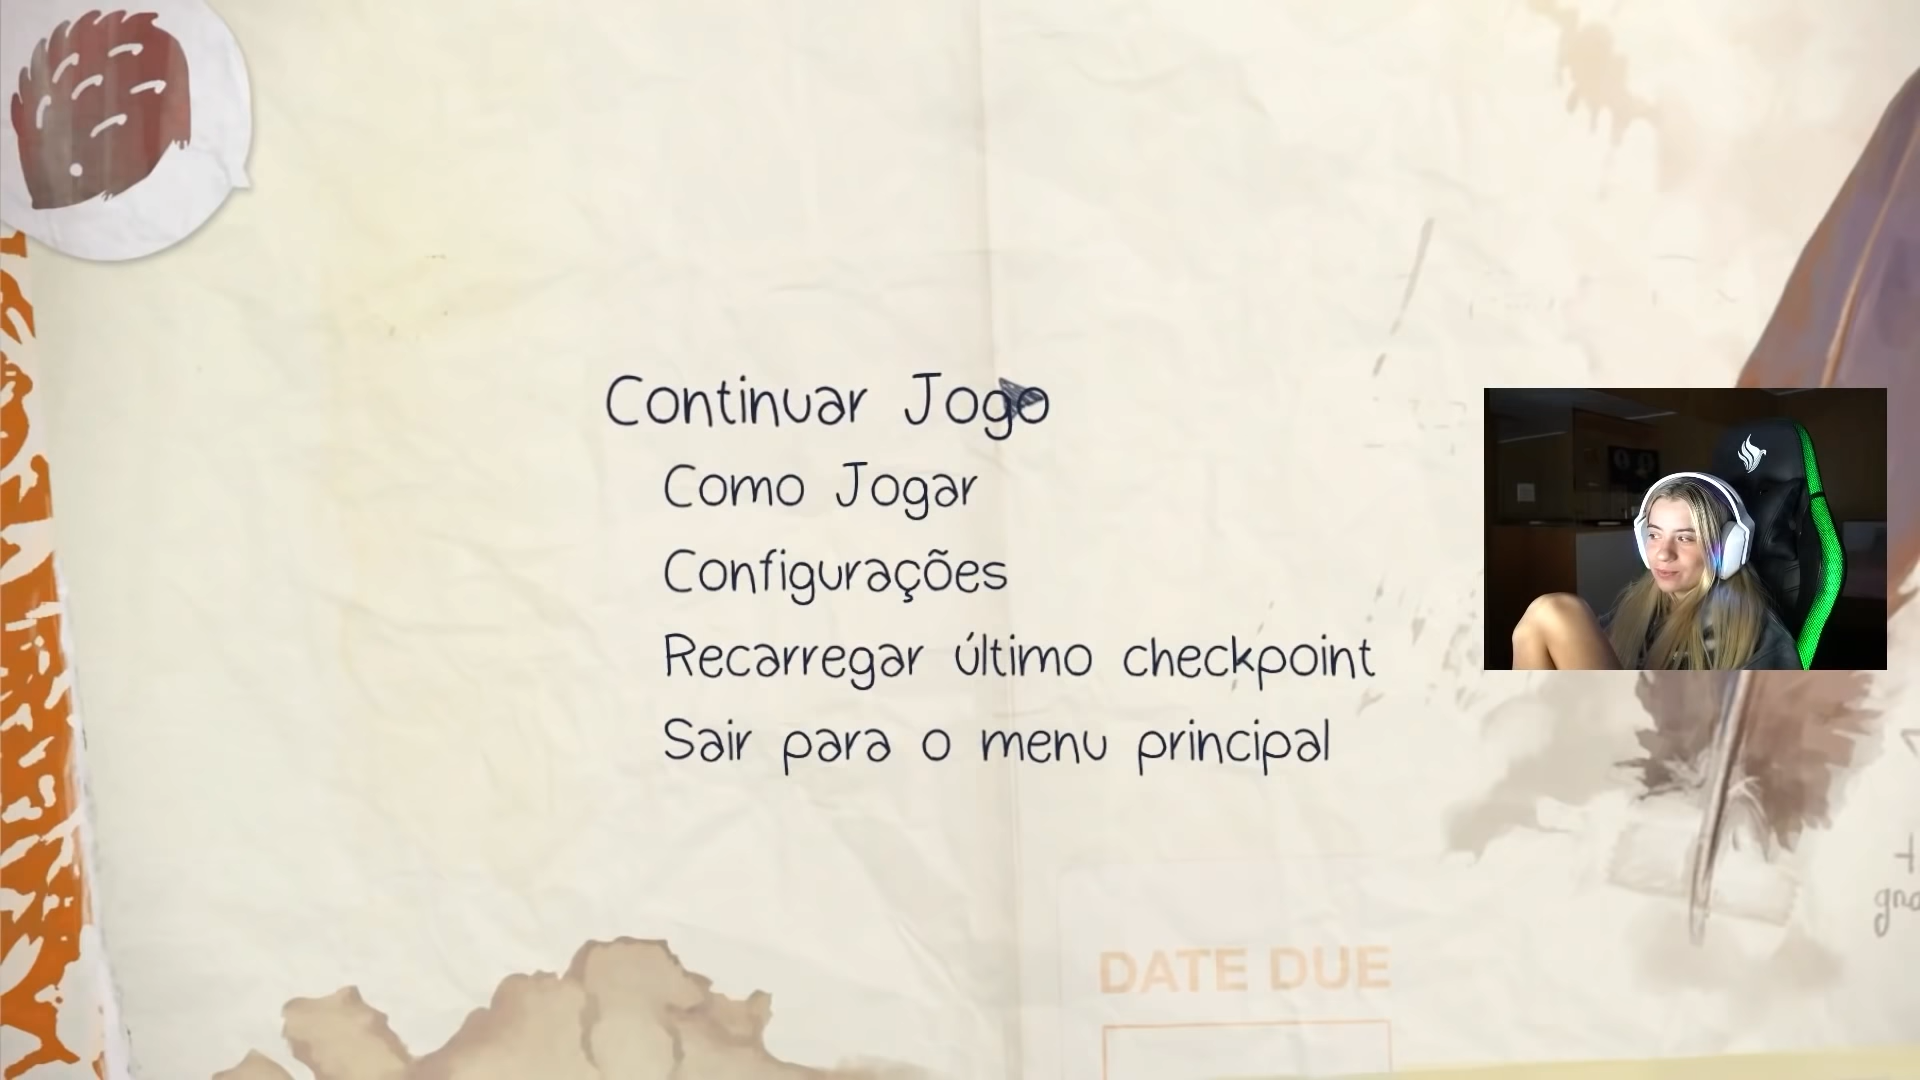 Continuar Jogo
Como Jogar
Configurações
Recarregar último checkpoint
Sair para o menu principal
DATE DUE